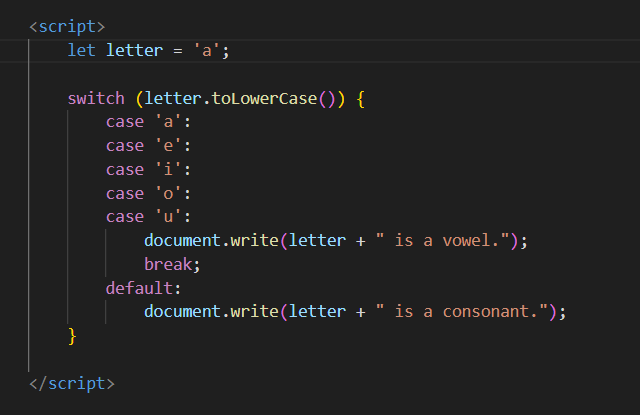 <script>
let letter = 'a';
switch (letter.toLowerCase()) {
case 'a':
case 'e':
case 'i':
case 'o':
case 'u':
document.write(letter + " is a vowel.");
break;
default:
document.write(letter + " is a consonant.");
}
</script>